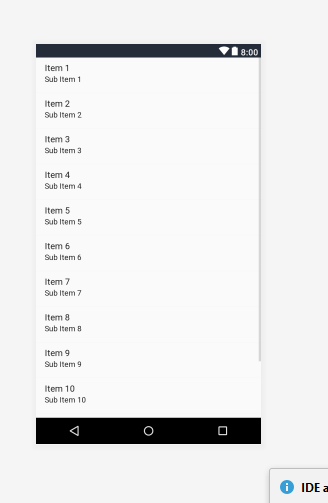 8:00
Item 1
Sub Item 1
Item 2
Sub Item 2
Item 3
Sub Item 3
Item 4
Sub Item 4
Item 5
Sub Item 5
Item 6
Sub Item 6
Item 7
Sub Item 7
Item 8
Sub Item 8
Item 9
Sub Item 9
Item 10
Sub Item 10
IDE